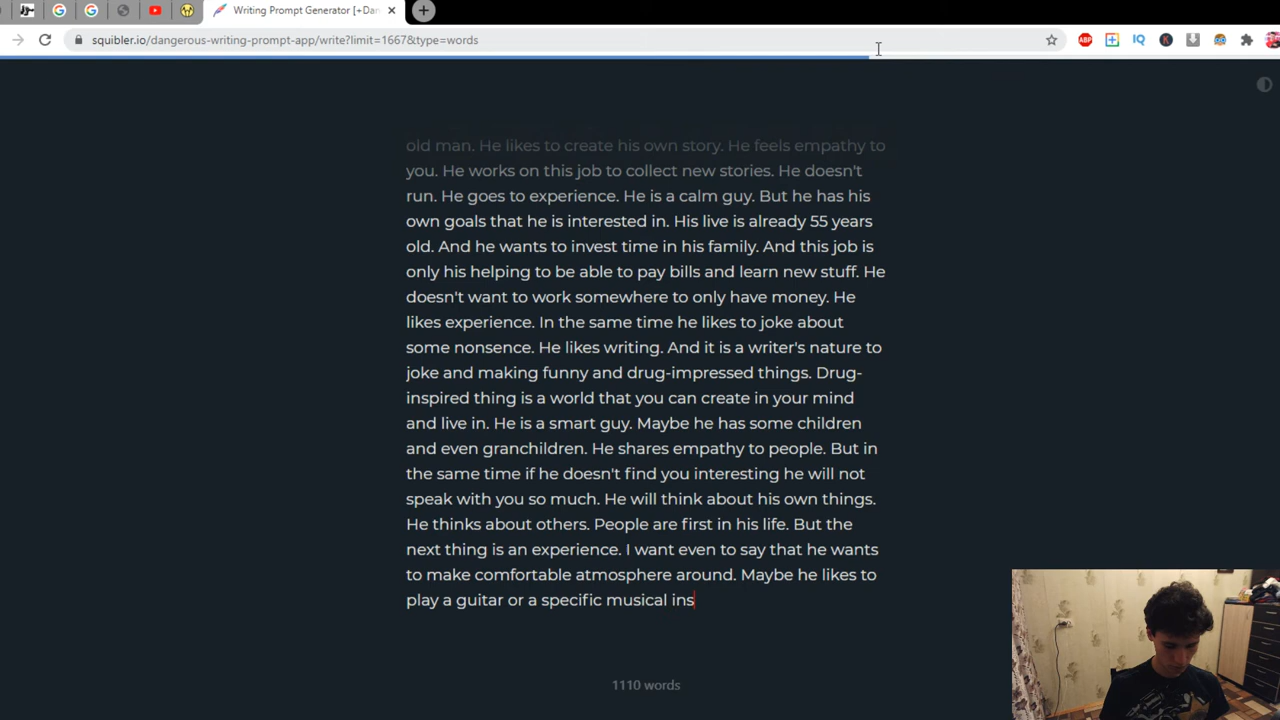 Writing Prompt Generator [+Dan
squibler.io/dangerous-writing-prompt-app/write?limit=1667&type=words
ABP
IQ
K
old man. He likes to create his own story. He feels empathy to
you. He works on this job to collect new stories. He doesn't
run. He goes to experience. He is a calm guy. But he has his
own goals that he is interested in. His live is already 55 years
old. And he wants to invest time in his family. And this job is
only his helping to be able to pay bills and learn new stuff. He
doesn't want to work somewhere to only have money. He
likes experience. In the same time he likes to joke about
some nonsence. He likes writing. And it is a writer's nature to
joke and making funny and drug-impressed things. Drug-
inspired thing is a world that you can create in your mind
and live in. He is a smart guy. Maybe he has some children
and even granchildren. He shares empathy to people. But in
the same time if he doesn't find you interesting he will not
speak with you so much. He will think about his own things.
He thinks about others. People are first in his life. But the
next thing is an experience. I want even to say that he wants
to make comfortable atmosphere around. Maybe he likes to
play a guitar or a specific musical ins
1110 words